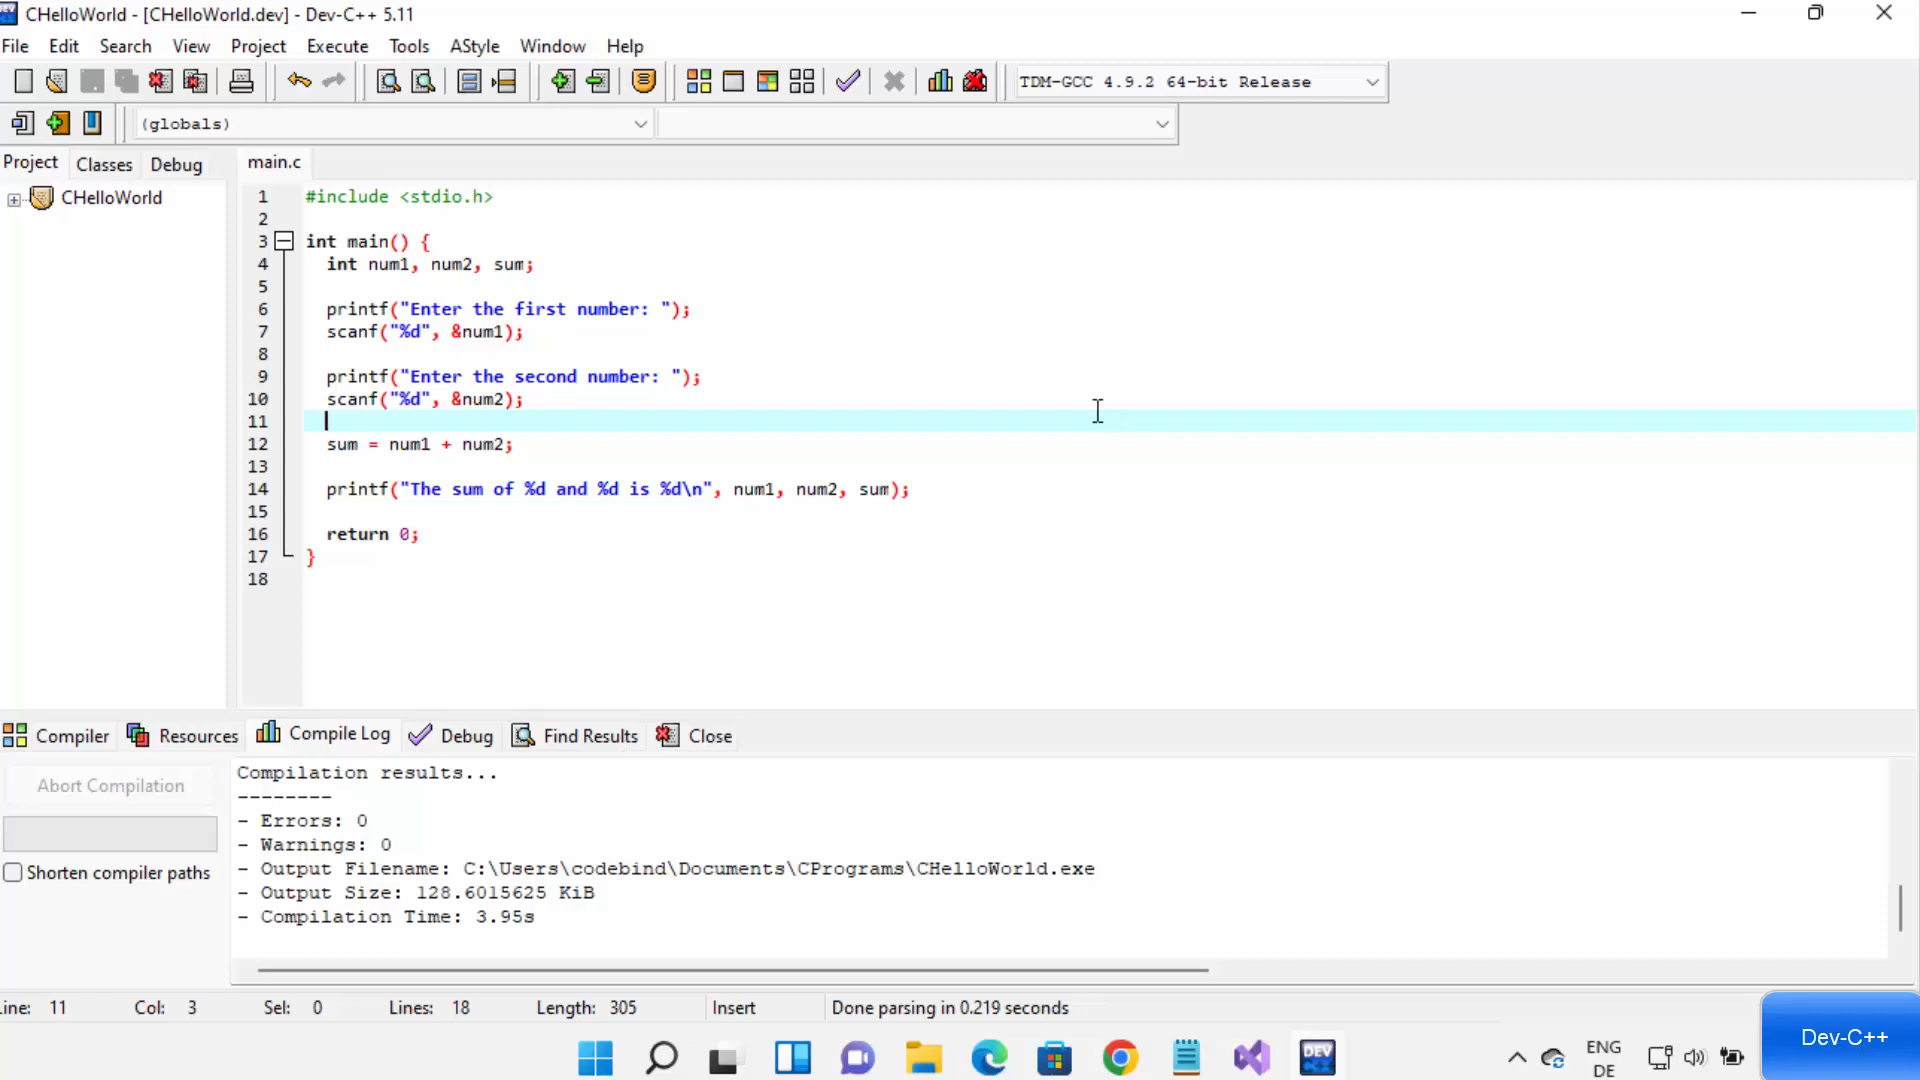 CHelloWorld - [CHelloWorld.dev] - Dev-C++ 5.11
File Edit Search View Project Execute Tools AStyle Window Help
TDM-GCC 4.9.2 64-bit Release
(globals)
Project Classes Debug main.c
CHelloWorld
1 #include <stdio.h>
2
3 int main() {
4 int num1, num2, sum;
5
6 printf("Enter the first number: ");
7 scanf("%d", &num1);
8
9 printf("Enter the second number: ");
10 scanf("%d", &num2);
11
12 sum = num1 + num2;
13
14 printf("The sum of %d and %d is %d\n", num1, num2, sum);
15
16 return 0;
17 }
18
Compiler Resources Compile Log Debug Find Results Close
Abort Compilation
Shorten compiler paths
Compilation results...
--------
- Errors: 0
- Warnings: 0
- Output Filename: C:\Users\codebind\Documents\CPrograms\CHelloWorld.exe
- Output Size: 128.6015625 KiB
- Compilation Time: 3.95s
ine: 11 Col: 3 Sel: 0 Lines: 18 Length: 305 Insert Done parsing in 0.219 seconds
DEV
ENG
DE
Dev-C++